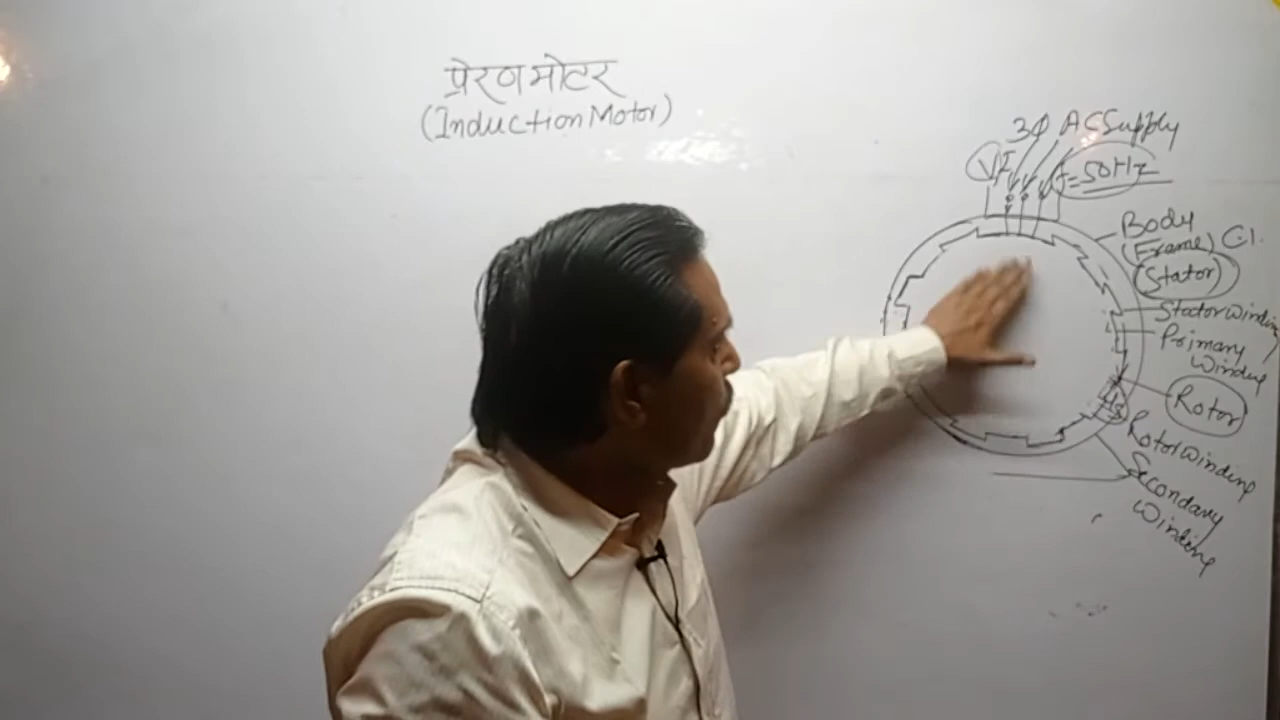 प्रेरण मोटर
(Induction Motor)
3Φ AC Supply
f=50Hz
Body
(Frame) C.I.
(Stator)
Stator Winding
Primary
Winding
Rotor
Rotor Winding
Secondary
Winding